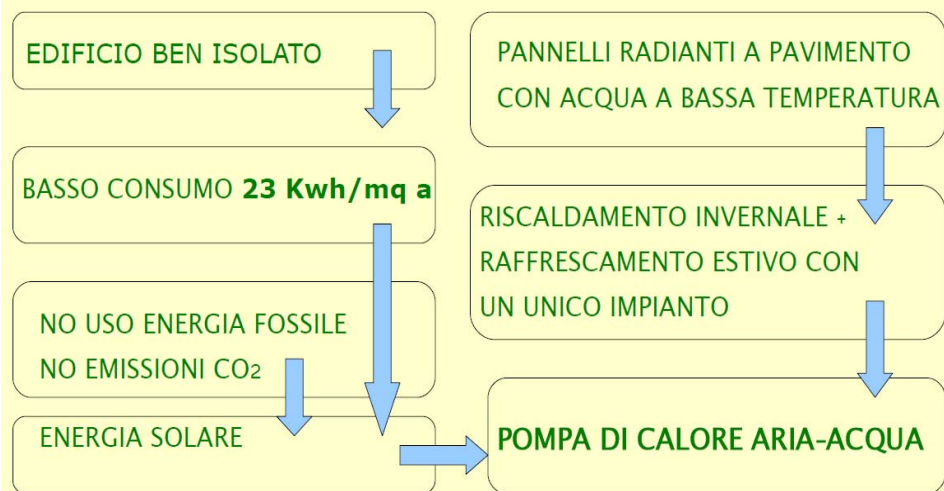 EDIFICIO BEN ISOLATO
BASSO CONSUMO 23 Kwh/mq a
NO USO ENERGIA FOSSILE
NO EMISSIONI CO2
ENERGIA SOLARE
PANNELLI RADIANTI A PAVIMENTO
CON ACQUA A BASSA TEMPERATURA
RISCALDAMENTO INVERNALE +
RAFFRESCAMENTO ESTIVO CON
UN UNICO IMPIANTO
POMPA DI CALORE ARIA-ACQUA